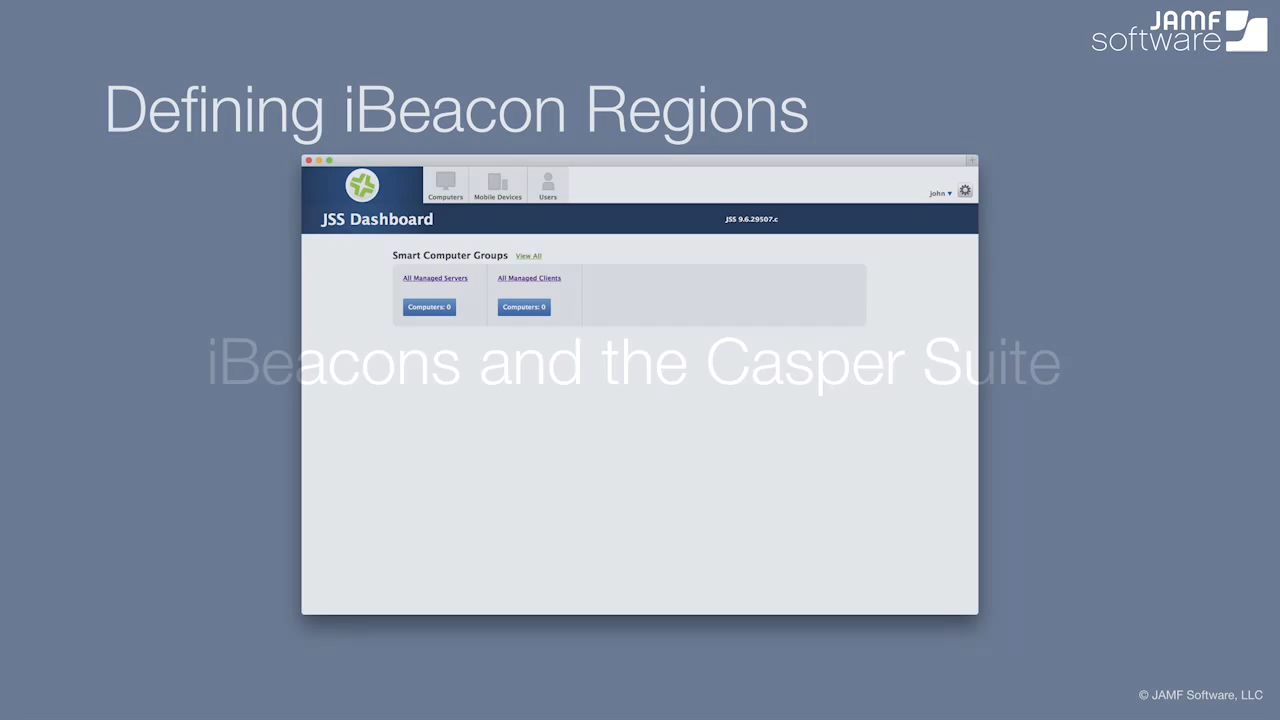 JAMF
software
Defining iBeacon Regions
Computers
Mobile Devices
Users
john
JSS Dashboard
JSS 9.6.29507.c
Smart Computer Groups View All
All Managed Servers
All Managed Clients
Computers: 0
Computers: 0
iBeacons and the Casper Suite
© JAMF Software, LLC